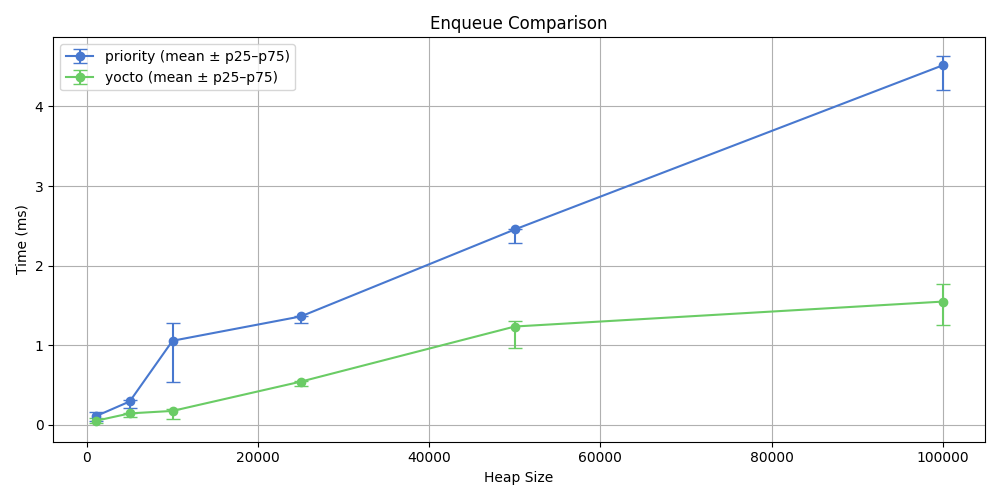 Enqueue Comparison
priority (mean ± p25–p75)
yocto (mean ± p25–p75)
Time (ms)
4
3
2
1
0
0 20000 40000 60000 80000 100000
Heap Size